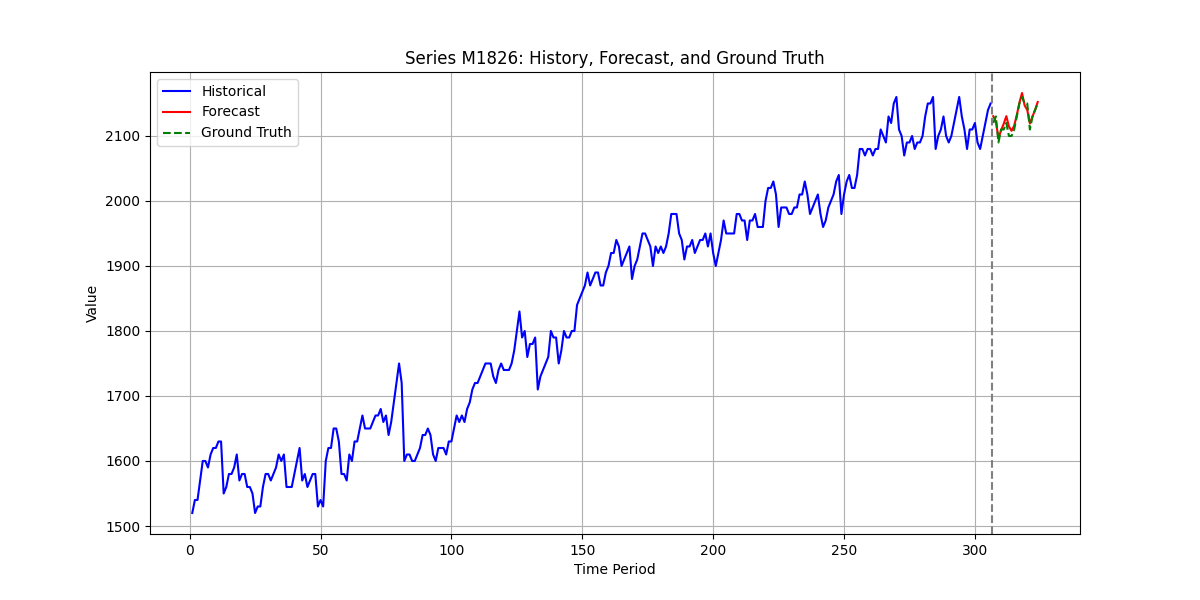 Series M1826: History, Forecast, and Ground Truth
Historical
Forecast
Ground Truth
Value
2100
2000
1900
1800
1700
1600
1500
0 50 100 150 200 250 300
Time Period